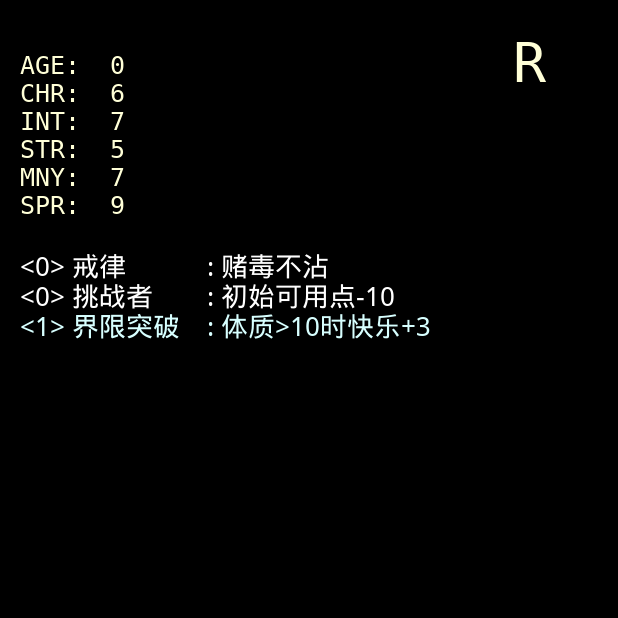 R
AGE: 0
CHR: 6
INT: 7
STR: 5
MNY: 7
SPR: 9
<0> 戒律 : 赌毒不沾
<0> 挑战者 : 初始可用点-10
<1> 界限突破 : 体质>10时快乐+3